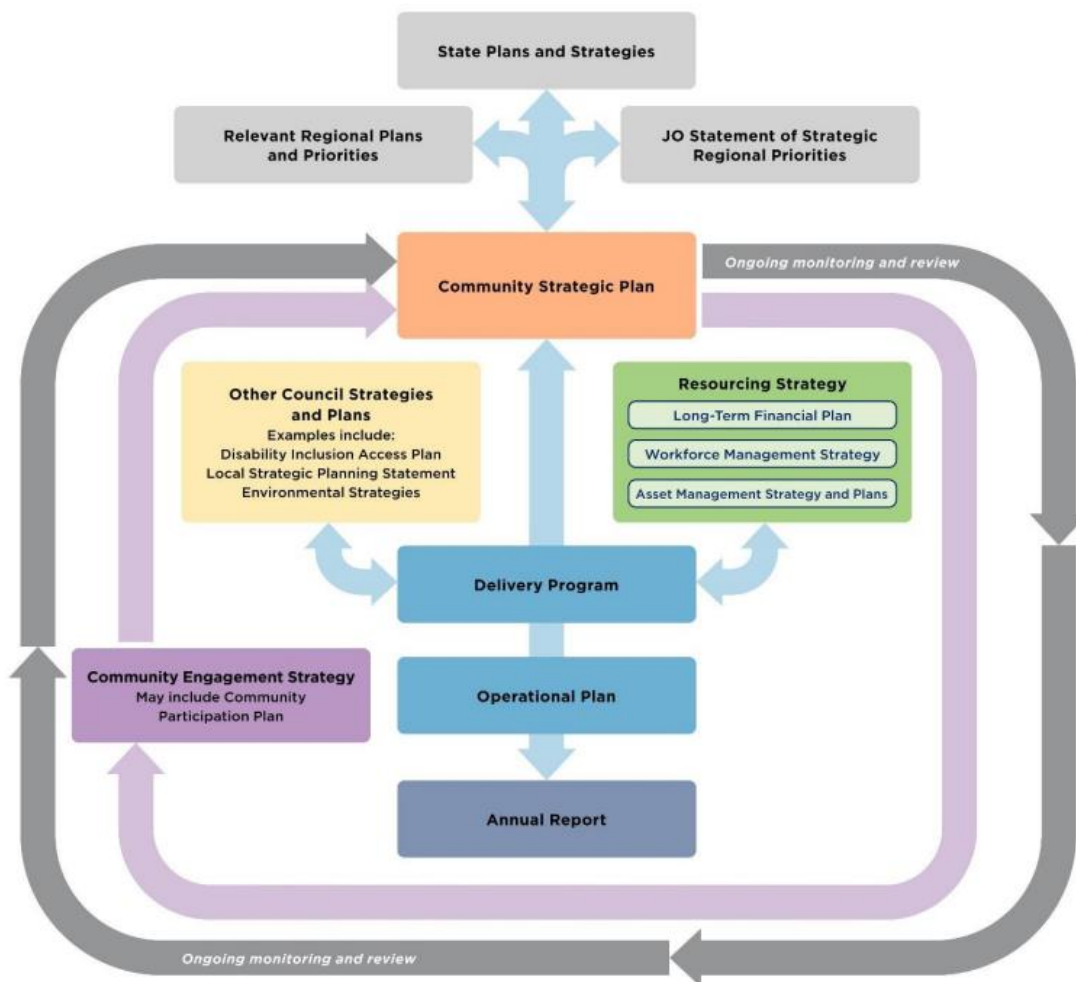 State Plans and Strategies
Relevant Regional Plans
and Priorities
JO Statement of Strategic
Regional Priorities
Community Strategic Plan
Ongoing monitoring and review
Other Council Strategies
and Plans
Examples include:
Disability Inclusion Access Plan
Local Strategic Planning Statement
Environmental Strategies
Resourcing Strategy
Long-Term Financial Plan
Workforce Management Strategy
Asset Management Strategy and Plans
Delivery Program
Community Engagement Strategy
May include Community
Participation Plan
Operational Plan
Annual Report
Ongoing monitoring and review